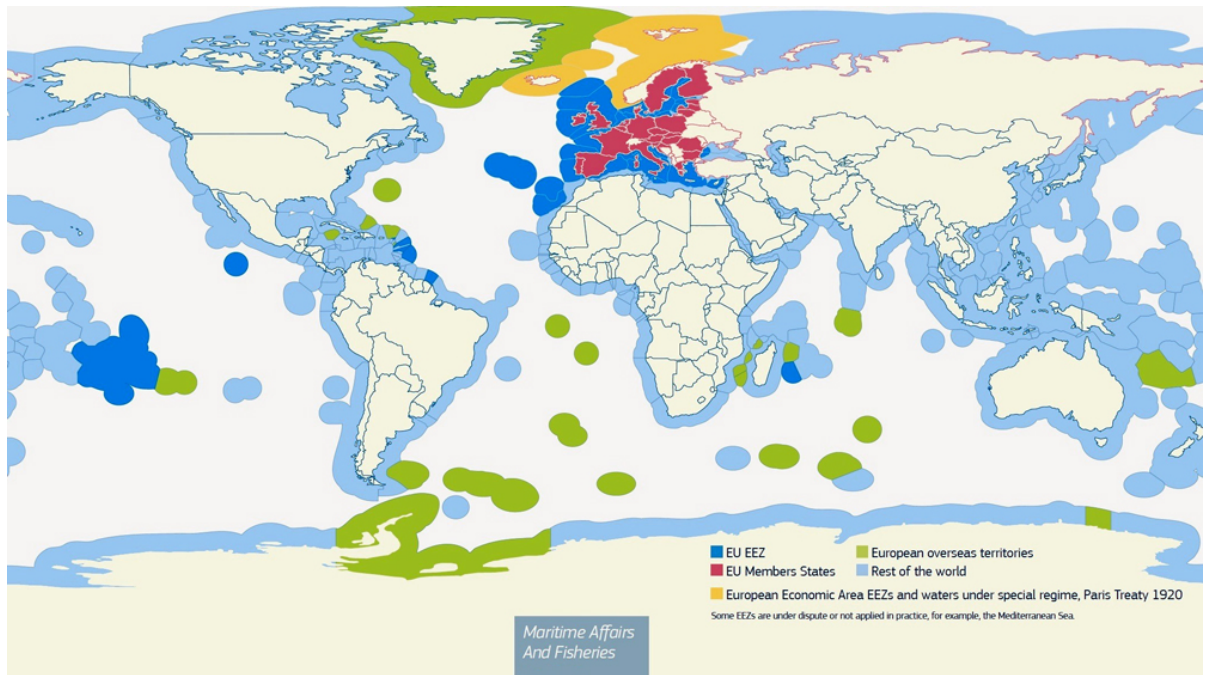 EU EEZ
European overseas territories
EU Members States
Rest of the world
European Economic Area EEZs and waters under special regime, Paris Treaty 1920
Some EEZs are under dispute or not applied in practice, for example, the Mediterranean Sea.
Maritime Affairs
And Fisheries